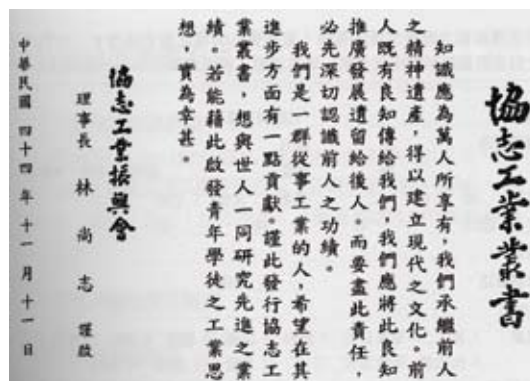 協志工業叢書
知識應為萬人所享有，我們承繼前人
之精神遺產，得以建立現代之文化。前
人既有良知傳給我們，我們應將此良知
推廣發展遺留給後人。而要盡此責任，
必先深切認識前人之功績。
我們是一群從事工業的人，希望在其
進步方面有一點貢獻。謹此發行協志工
業叢書，想與世人一同研究先進之業
績。若能藉此啟發青年學徒之工業思
想，實為幸甚。
協志工業振興會
理事長 林尚志 謹啟
中華民國四十四年十一月十一日